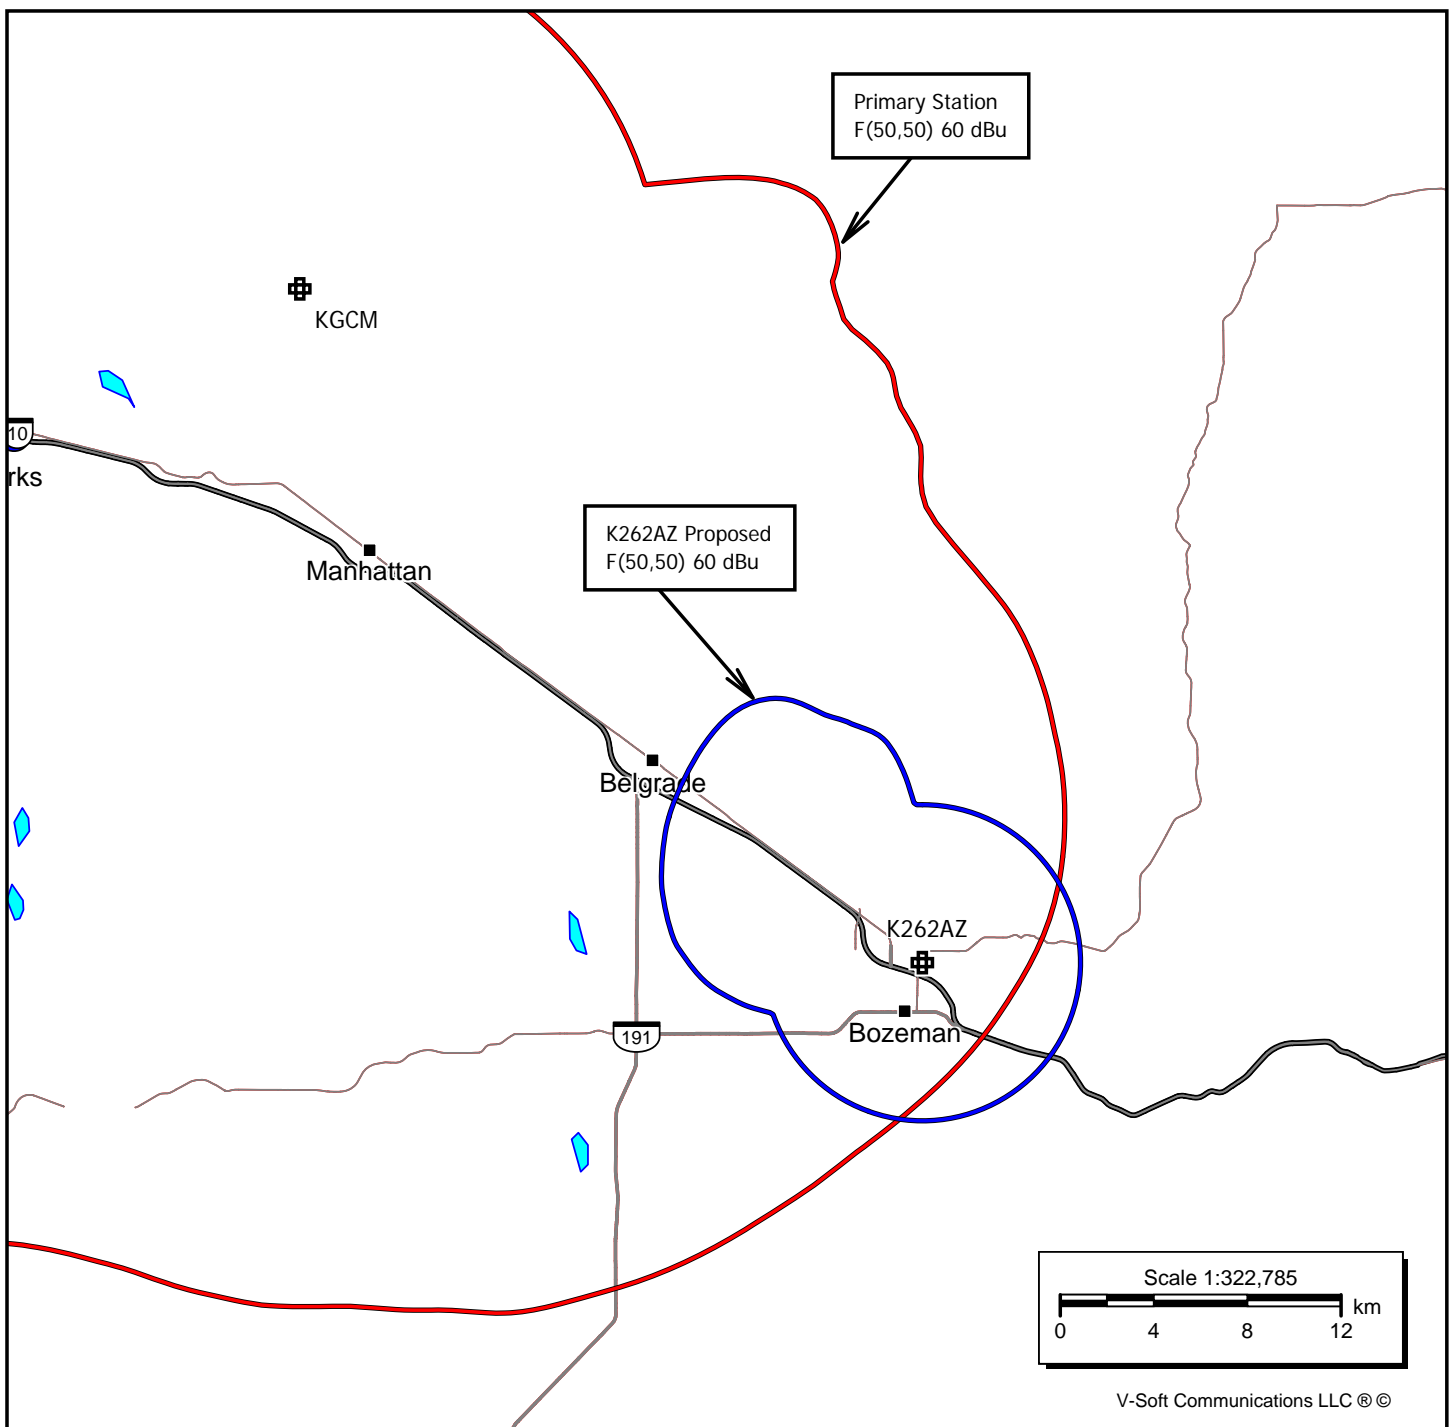 Primary Station
F(50,50) 60 dBu
KGCM
10
rks
K262AZ Proposed
F(50,50) 60 dBu
Manhattan
Belgrade
K262AZ
Bozeman
191
Scale 1:322,785
km
0 4 8 12
V-Soft Communications LLC ® ©